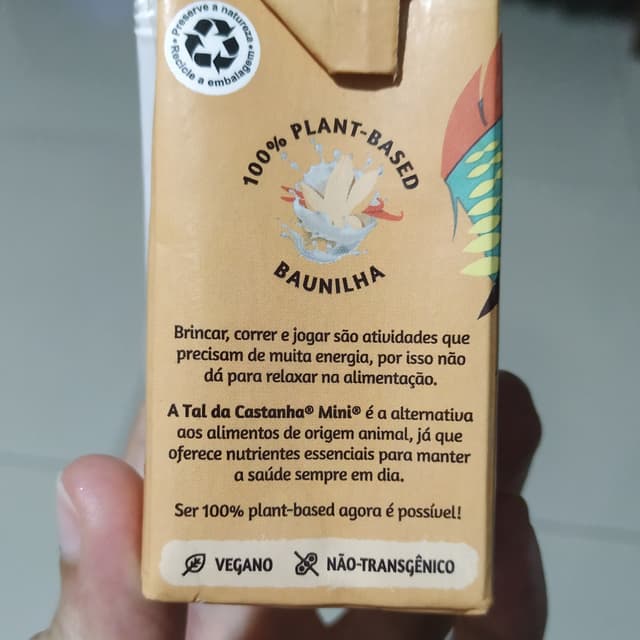 Preserve a natureza
Recicle a embalagem
100% PLANT-BASED
BAUNILHA
Brincar, correr e jogar são atividades que
precisam de muita energia, por isso não
dá para relaxar na alimentação.
A Tal da Castanha® Mini® é a alternativa
aos alimentos de origem animal, já que
oferece nutrientes essenciais para manter
a saúde sempre em dia.
Ser 100% plant-based agora é possível!
VEGANO NÃO-TRANSGÊNICO